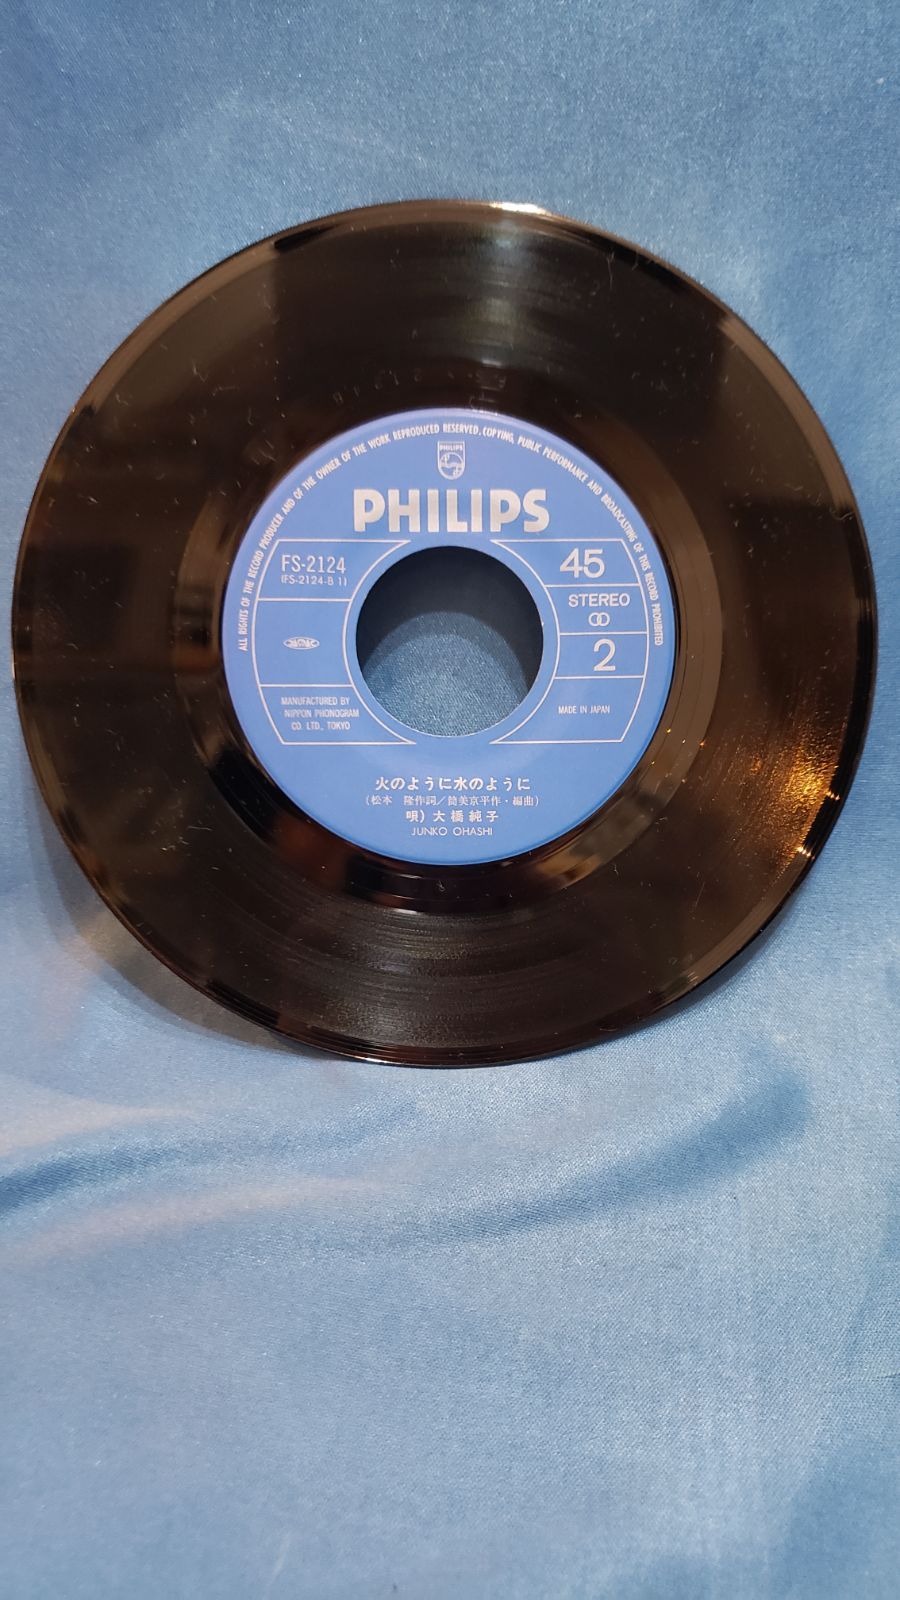 ALL RIGHTS OF THE RECORD PRODUCER AND OF THE OWNER OF THE WORK REPRODUCED RESERVED. COPYING, PUBLIC PERFORMANCE AND BROADCASTING OF THIS RECORD PROHIBITED
PHILIPS
PHILIPS
FS-2124
(FS-2124-B 1)
45
STEREO
2
MANUFACTURED BY
NIPPON PHONOGRAM
CO. LTD., TOKYO
MADE IN JAPAN
火のように水のように
(松本 隆作詞/筒美京平作・編曲)
唄) 大橋純子
JUNKO OHASHI